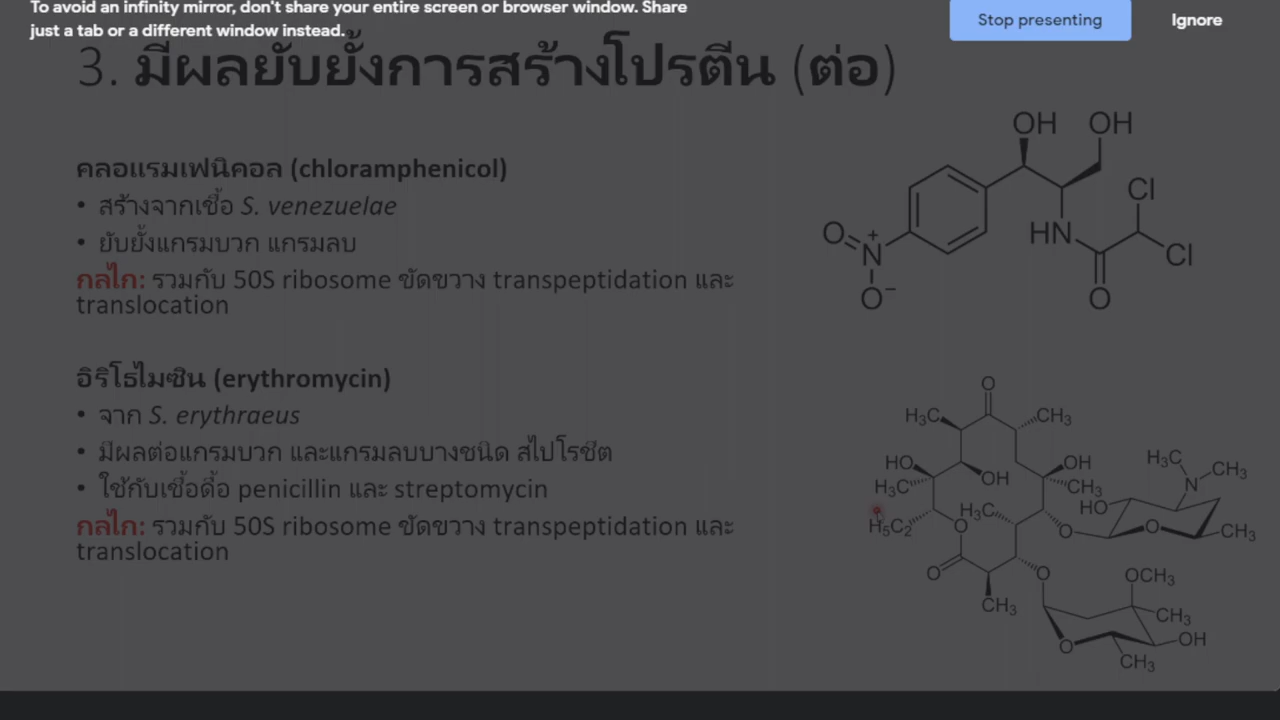 To avoid an infinity mirror, don't share your entire screen or browser window. Share
just a tab or a different window instead.
Stop presenting
Ignore
3. มีผลยับยั้งการสร้างโปรตีน (ต่อ)
คลอแรมเฟนิคอล (chloramphenicol)
• สร้างจากเชื้อ S. venezuelae
• ยับยั้งแกรมบวก แกรมลบ
กลไก: รวมกับ 50S ribosome ขัดขวาง transpeptidation และ
translocation
OH OH
Cl
O N + HN Cl
O− O
อิริโธไมซิน (erythromycin)
• จาก S. erythraeus
• มีผลต่อแกรมบวก และแกรมลบบางชนิด สไปโรชีต
• ใช้กับเชื้อดื้อ penicillin และ streptomycin
กลไก: รวมกับ 50S ribosome ขัดขวาง transpeptidation และ
translocation
O
H₃C CH₃
HO OH H₃C
OH CH₃ N CH₃
H₃C H₃C HO
H₅C₂ O O O CH₃
O O OCH₃
CH₃ CH₃
O OH
CH₃